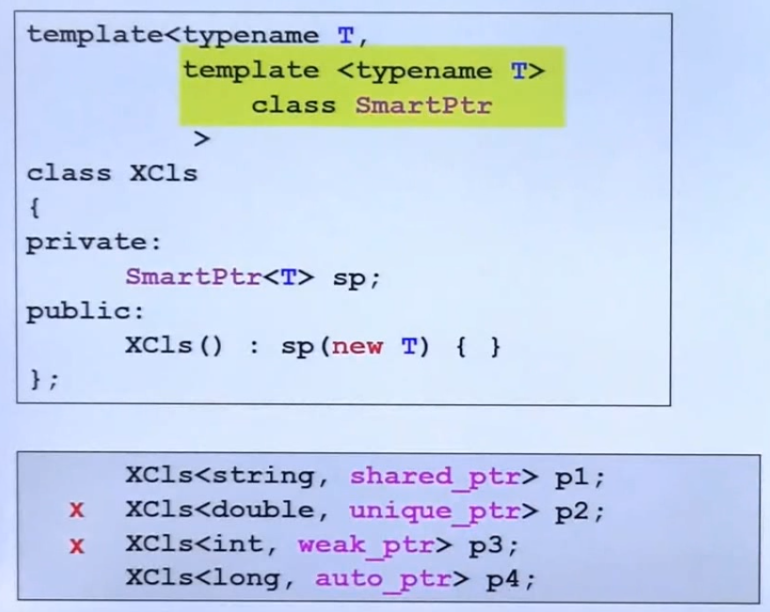 template<typename T,
template <typename T>
class SmartPtr
>
class XCls
{
private:
SmartPtr<T> sp;
public:
XCls() : sp(new T) { }
};
XCls<string, shared_ptr> p1;
x XCls<double, unique_ptr> p2;
x XCls<int, weak_ptr> p3;
XCls<long, auto_ptr> p4;